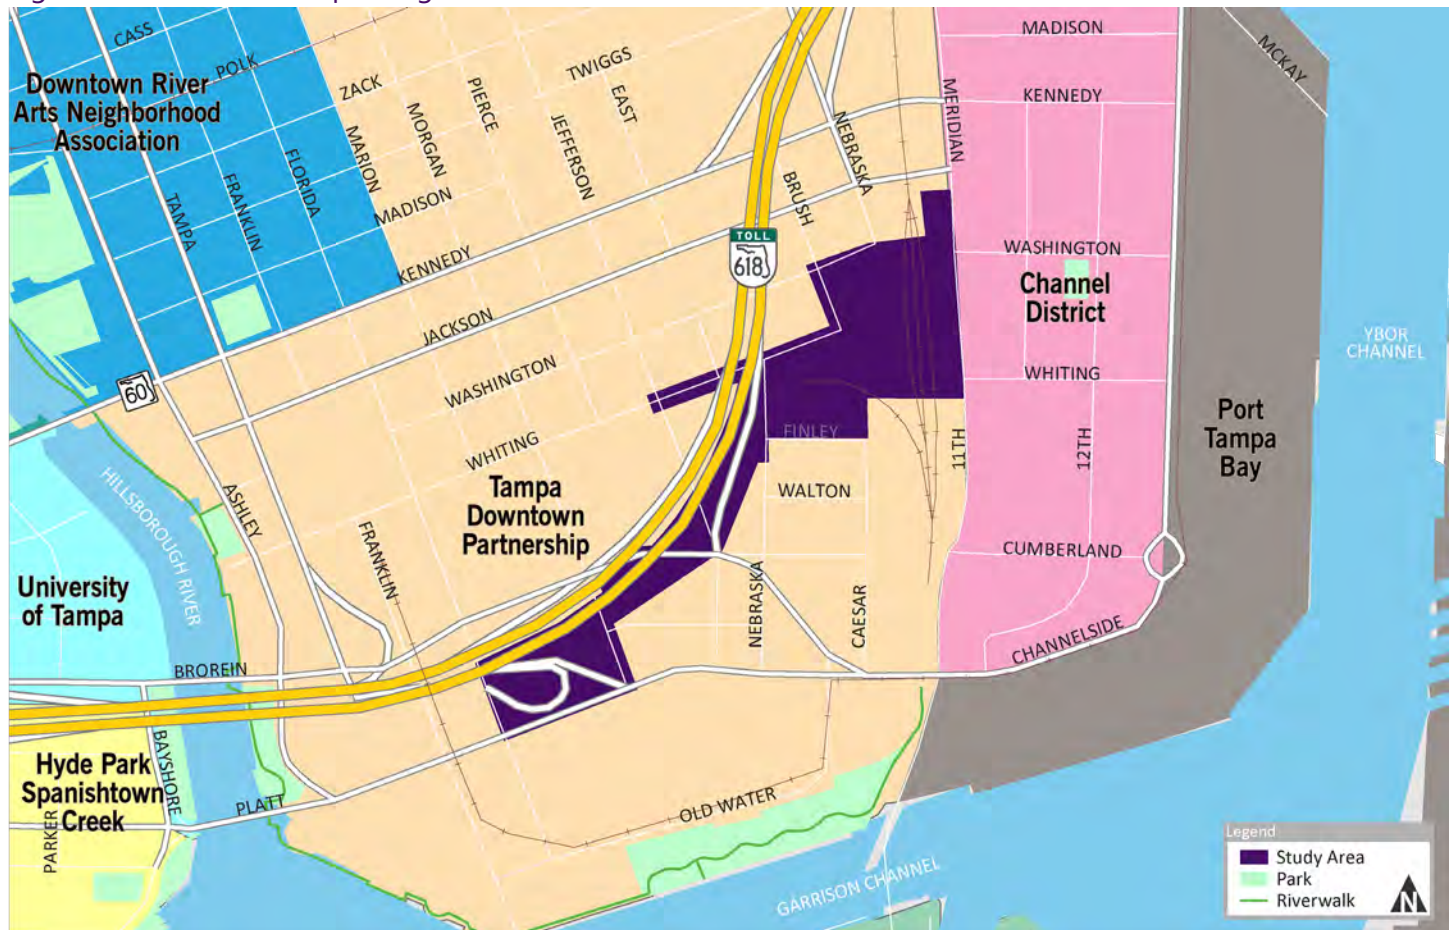 CASS
POLK
Downtown River
Arts Neighborhood
Association
ZACK
TWIGGS
PIERCE
EAST
MORGAN
JEFFERSON
MARION
FLORIDA
FRANKLIN
TAMPA
MADISON
KENNEDY
JACKSON
NEBRASKA
BRUSH
MERIDIAN
MADISON
KENNEDY
MCKAY
TOLL
618
WASHINGTON
Channel
District
YBOR
CHANNEL
60
WASHINGTON
WHITING
WHITING
FINLEY
11TH
12TH
Port
Tampa
Bay
HILLSBOROUGH RIVER
ASHLEY
Tampa
Downtown
Partnership
WALTON
FRANKLIN
CUMBERLAND
University
of Tampa
NEBRASKA
CAESAR
CHANNELSIDE
BROREIN
BAYSHORE
Hyde Park
Spanishtown
Creek
PLATT
PARKER
OLD WATER
GARRISON CHANNEL
Legend
Study Area
Park
Riverwalk
N